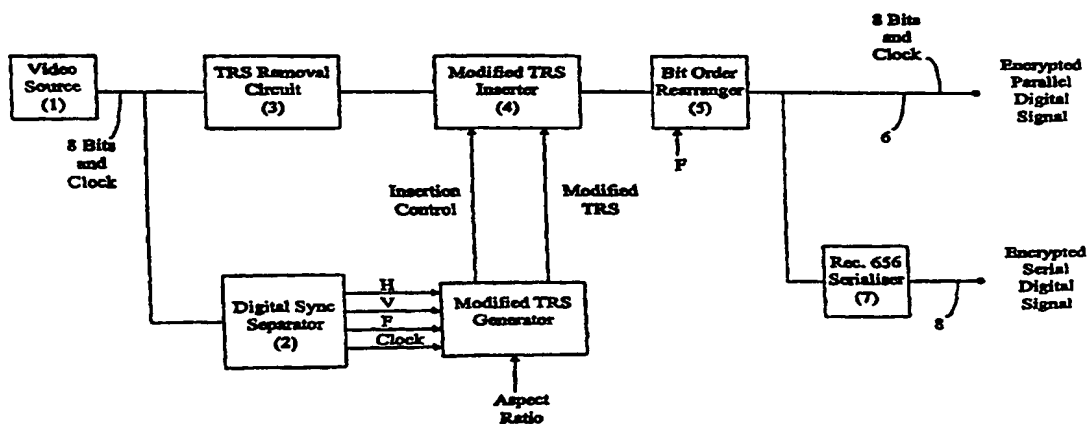 8 Bits
and
Clock
Video
Source
(1)
TRS Removal
Circuit
(3)
Modified TRS
Inserter
(4)
Bit Order
Rearranger
(5)
Encrypted
Parallel
Digital
Signal
8 Bits
and
Clock
6
F
Insertion
Control
Modified
TRS
Digital Sync
Separator
(2)
H
V
F
Clock
Modified TRS
Generator
Rec. 656
Serialiser
(7)
8
Encrypted
Serial
Digital
Signal
Aspect
Ratio